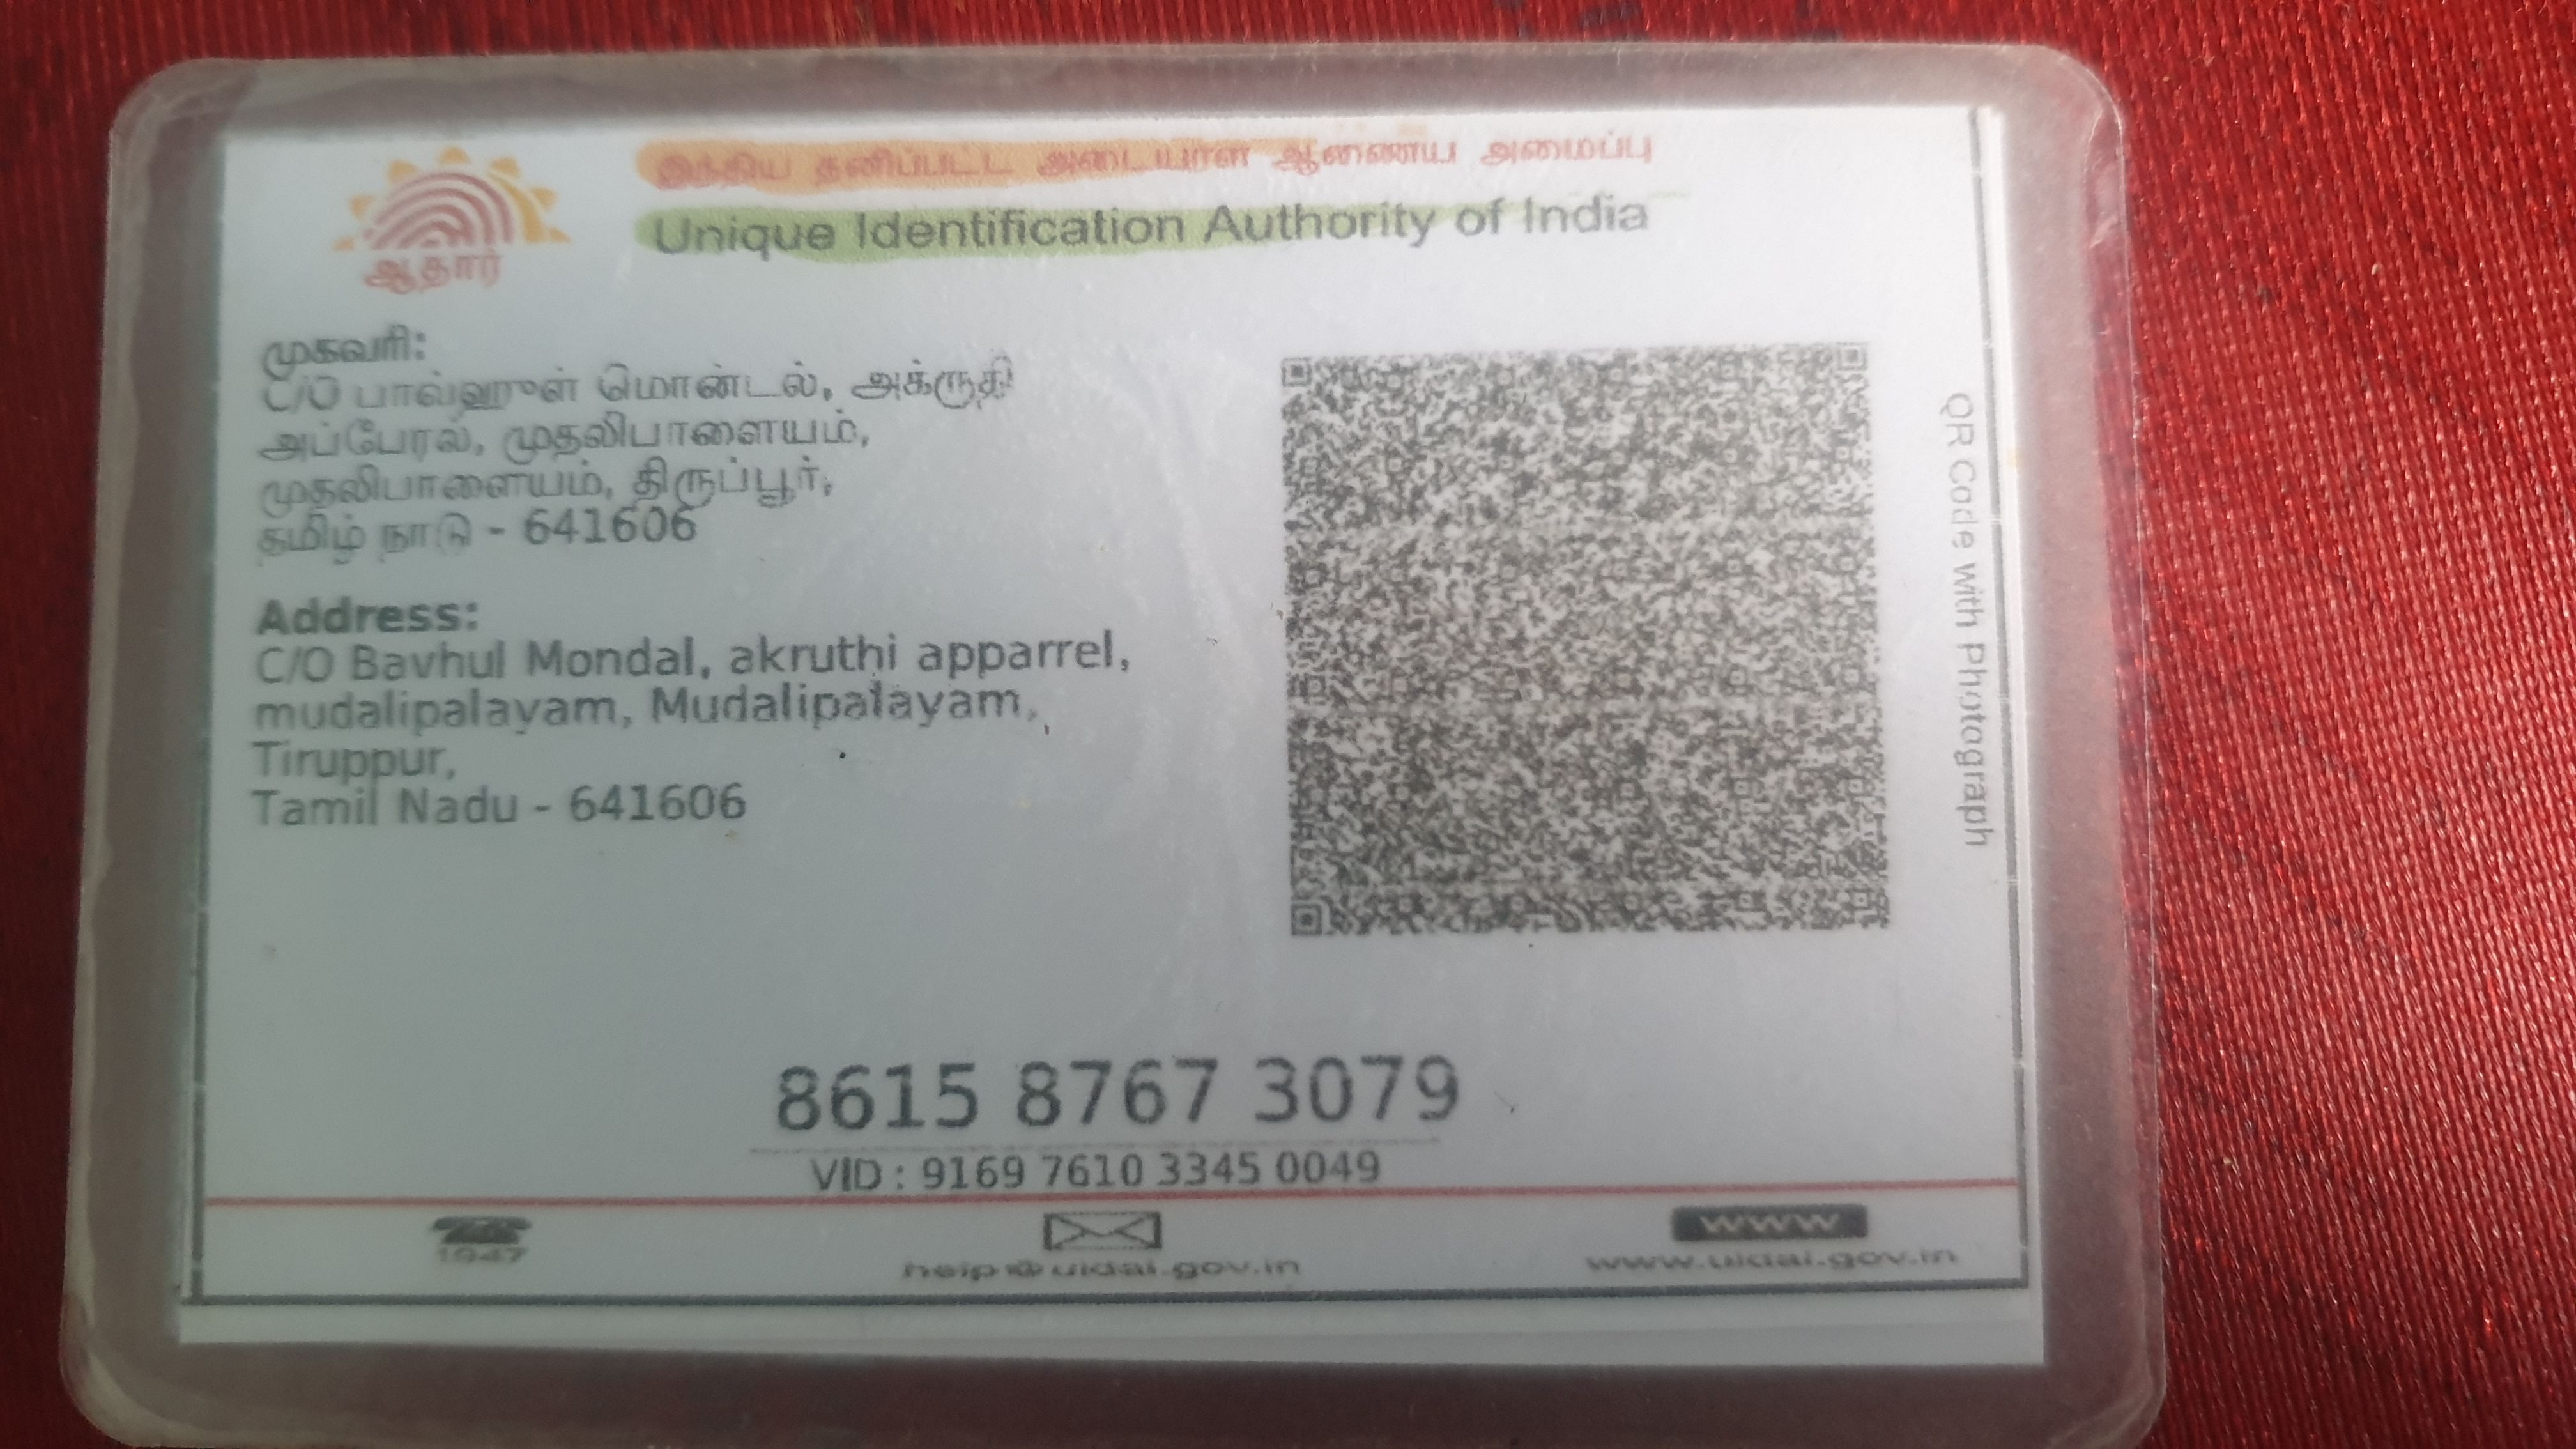 இந்திய தனிப்பட்ட அடையாள ஆணைய அமைப்பு
Unique Identification Authority of India
ஆதார்
முகவரி:
C/O பாவ்ஹுள் மொண்டல், அக்ருதி
அப்பேரல், முதலிபாளையம்,
முதலிபாளையம், திருப்பூர்,
தமிழ் நாடு - 641606
Address:
C/O Bavhul Mondal, akruthi apparrel,
mudalipalayam, Mudalipalayam,
Tiruppur,
Tamil Nadu - 641606
QR Code with Photograph
8615 8767 3079
VID : 9169 7610 3345 0049
1947
help@uidai.gov.in
www
www.uidai.gov.in